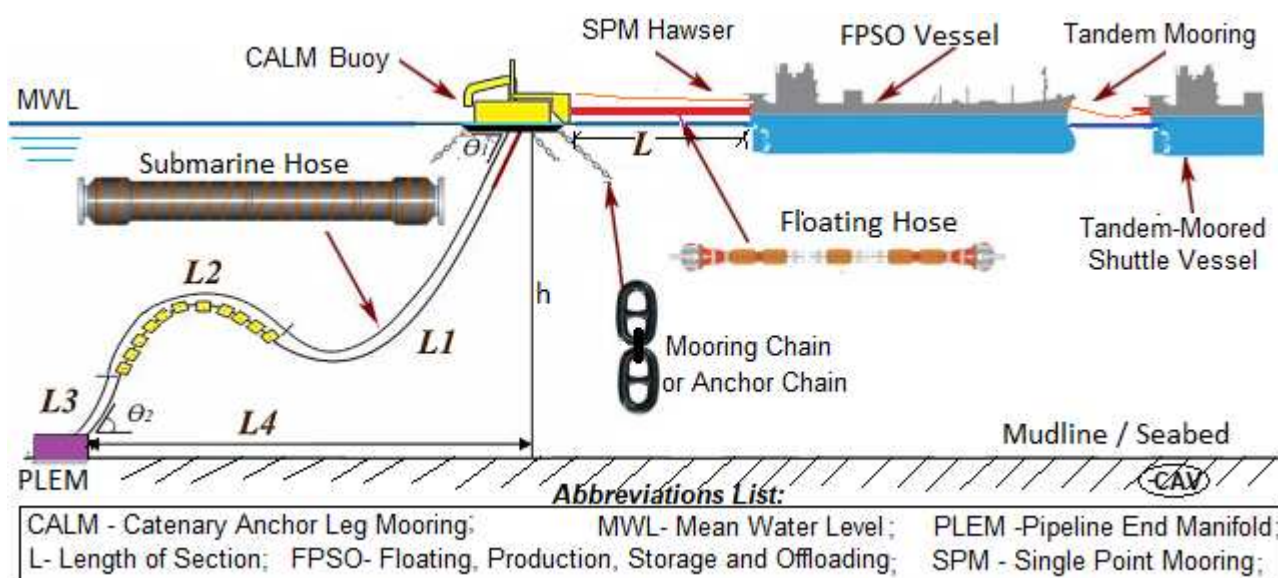 SPM Hawser
FPSO Vessel
Tandem Mooring
CALM Buoy
MWL
θ1
L
Submarine Hose
Floating Hose
Tandem-Moored
Shuttle Vessel
L2
h
L1
Mooring Chain
or Anchor Chain
L3
θ2
L4
Mudline / Seabed
PLEM
CAV
Abbreviations List:
CALM - Catenary Anchor Leg Mooring; MWL- Mean Water Level; PLEM -Pipeline End Manifold;
L- Length of Section; FPSO- Floating, Production, Storage and Offloading; SPM - Single Point Mooring;